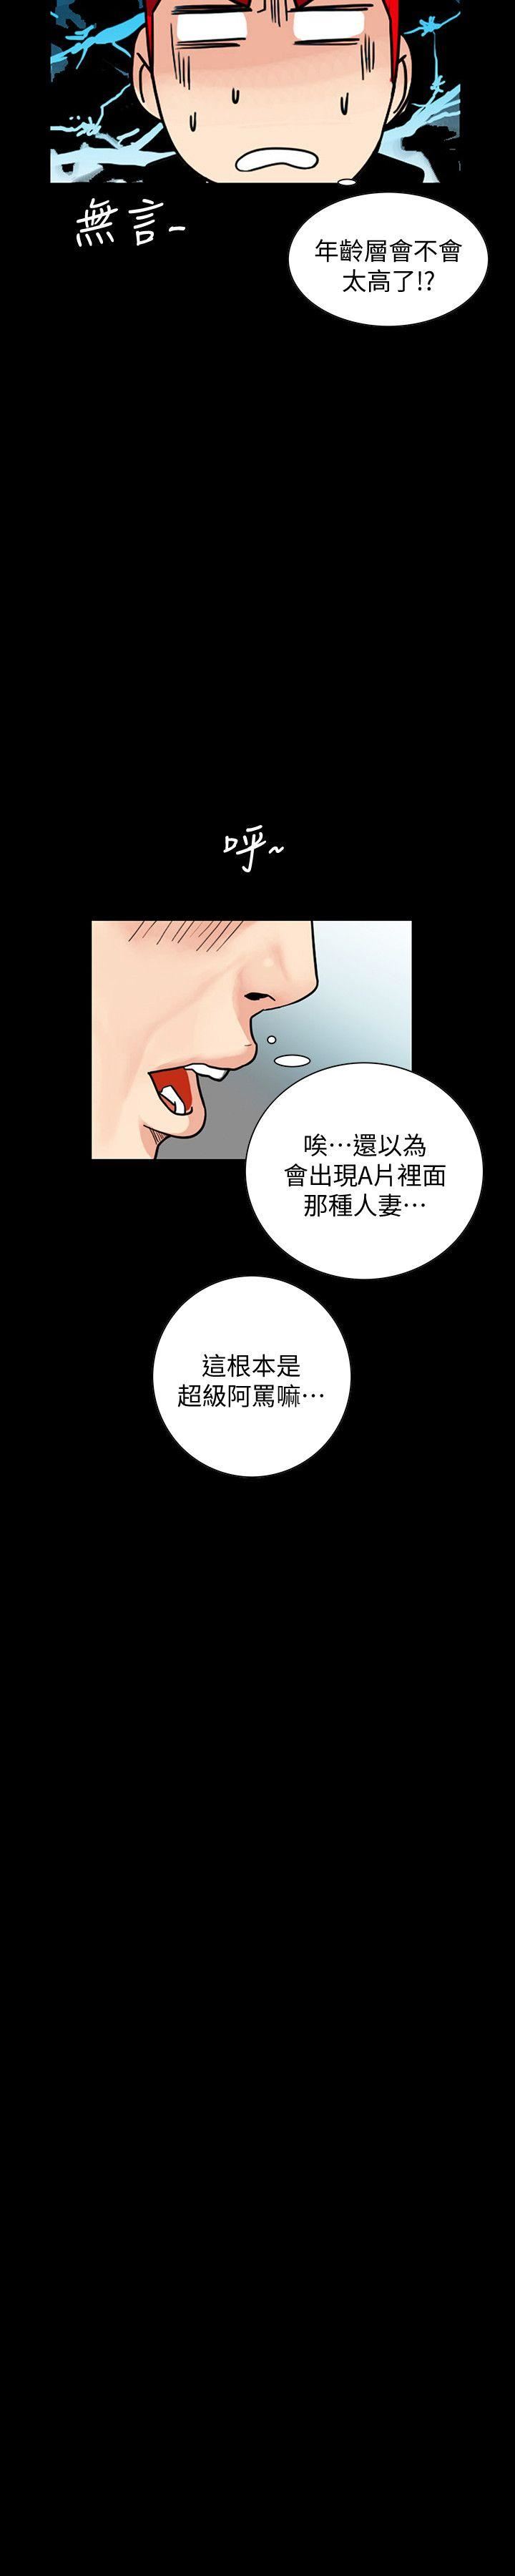 無言~
年齡層會不會
太高了!?
呼~
唉⋯還以為
會出現A片裡面
那種人妻⋯
這根本是
超級阿罵嘛⋯